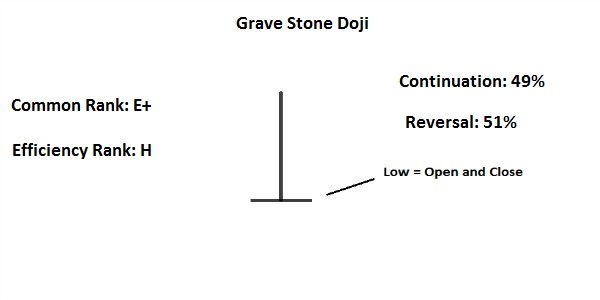 Grave Stone Doji
Continuation: 49%
Common Rank: E+
Reversal: 51%
Efficiency Rank: H
Low = Open and Close